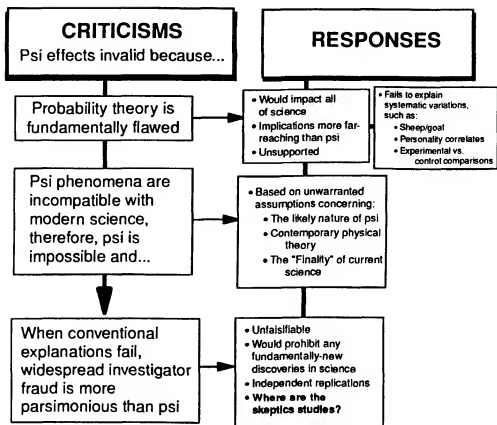 CRITICISMS
Psi effects invalid because...
RESPONSES
Probability theory is
fundamentally flawed
• Would impact all
of science
• Implications more far-
reaching than psi
• Unsupported
• Fails to explain
systematic variations,
such as:
• Sheep/goat
• Personality correlates
• Experimental vs.
control comparisons
Psi phenomena are
incompatible with
modern science,
therefore, psi is
impossible and...
• Based on unwarranted
assumptions concerning:
• The likely nature of psi
• Contemporary physical
theory
• The "Finality" of current
science
When conventional
explanations fail,
widespread investigator
fraud is more
parsimonious than psi
• Unfalsifiable
• Would prohibit any
fundamentally-new
discoveries in science
• Independent replications
• Where are the
skeptics studies?